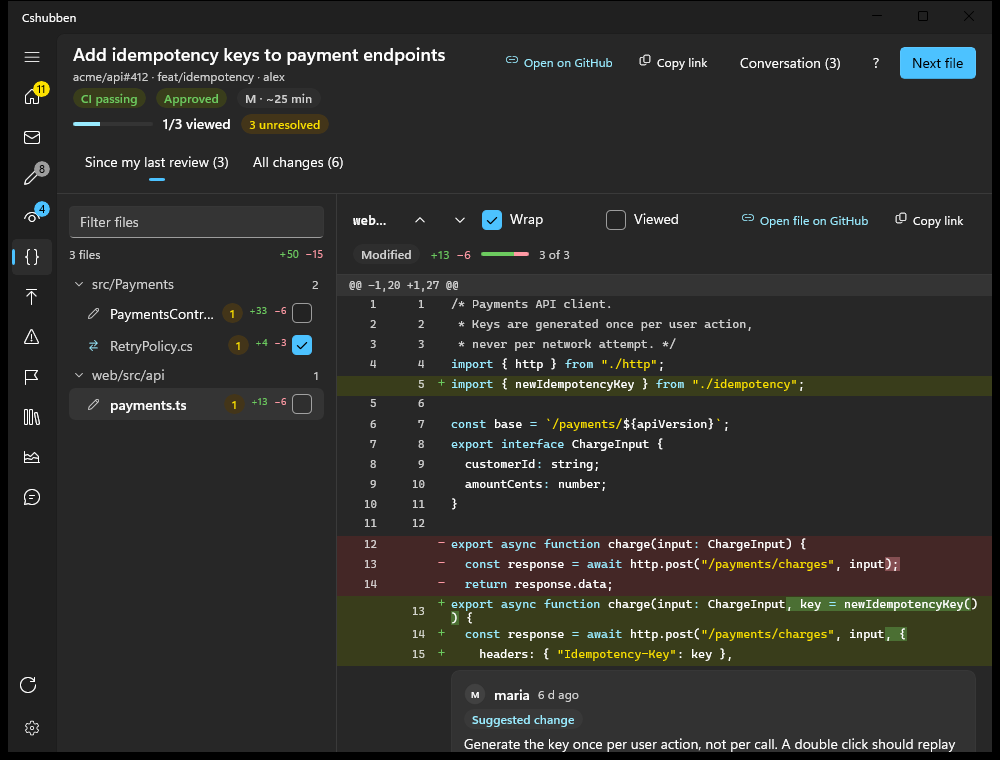 Cshubben
Add idempotency keys to payment endpoints
acme/api#412 · feat/idempotency · alex
Open on GitHub
Copy link
Conversation (3)
?
Next file
CI passing
Approved
M · ~25 min
1/3 viewed
3 unresolved
11
8
4
Since my last review (3)
All changes (6)
Filter files
3 files
+50 −15
src/Payments 2
PaymentsContr... 1 +33 −6
RetryPolicy.cs 1 +4 −3
web/src/api 1
payments.ts 1 +13 −6
web...
Wrap
Viewed
Open file on GitHub
Copy link
Modified +13 −6 3 of 3
@@ −1,20 +1,27 @@
1 1 /* Payments API client.
2 2 * Keys are generated once per user action,
3 3 * never per network attempt. */
4 4 import { http } from "./http";
5 + import { newIdempotencyKey } from "./idempotency";
5 6
6 7 const base = `/payments/${apiVersion}`;
7 8 export interface ChargeInput {
8 9 customerId: string;
9 10 amountCents: number;
10 11 }
11 12
12 − export async function charge(input: ChargeInput) {
13 − const response = await http.post("/payments/charges", input);
14 − return response.data;
13 + export async function charge(input: ChargeInput, key = newIdempotencyKey()
) {
14 + const response = await http.post("/payments/charges", input, {
15 + headers: { "Idempotency-Key": key },
M maria 6 d ago
Suggested change
Generate the key once per user action, not per call. A double click should replay